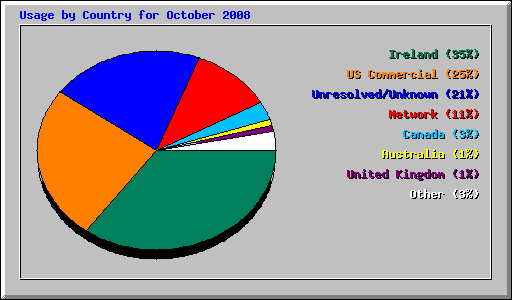 Usage by Country for October 2008
Ireland (35%)
US Commercial (25%)
Unresolved/Unknown (21%)
Network (11%)
Canada (3%)
Australia (1%)
United Kingdom (1%)
Other (3%)